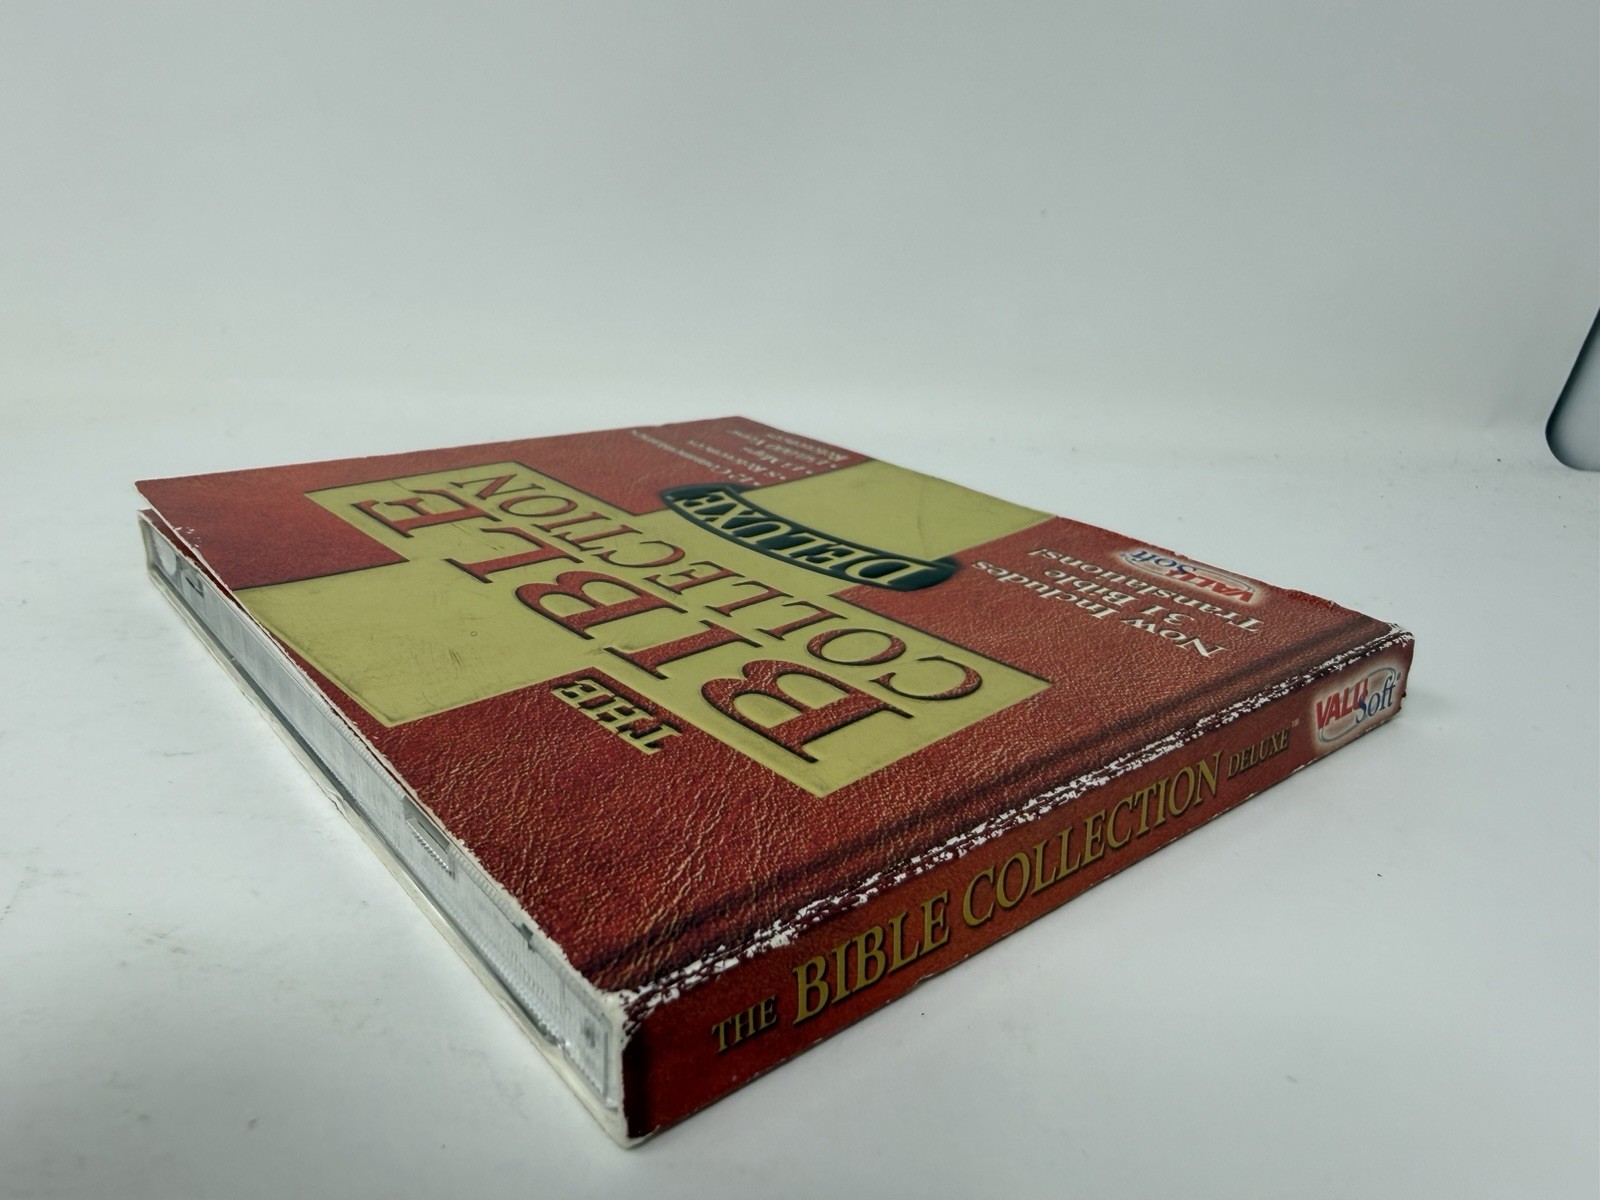 THE
BIBLE
COLLECTION
DELUXE
Now Includes
31 Bible
Translations!
VALUSoft
THE BIBLE COLLECTION DELUXE™
VALUSoft